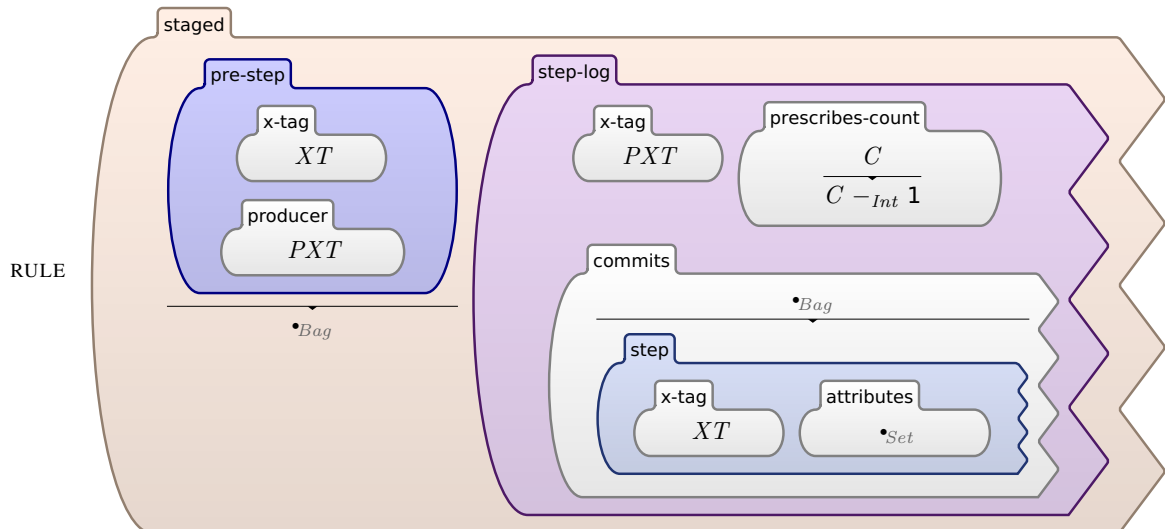 staged
pre-step
step-log
x-tag
XT
x-tag
PXT
prescribes-count
C
C −Int 1
producer
PXT
RULE
commits
•Bag
•Bag
step
x-tag
XT
attributes
•Set